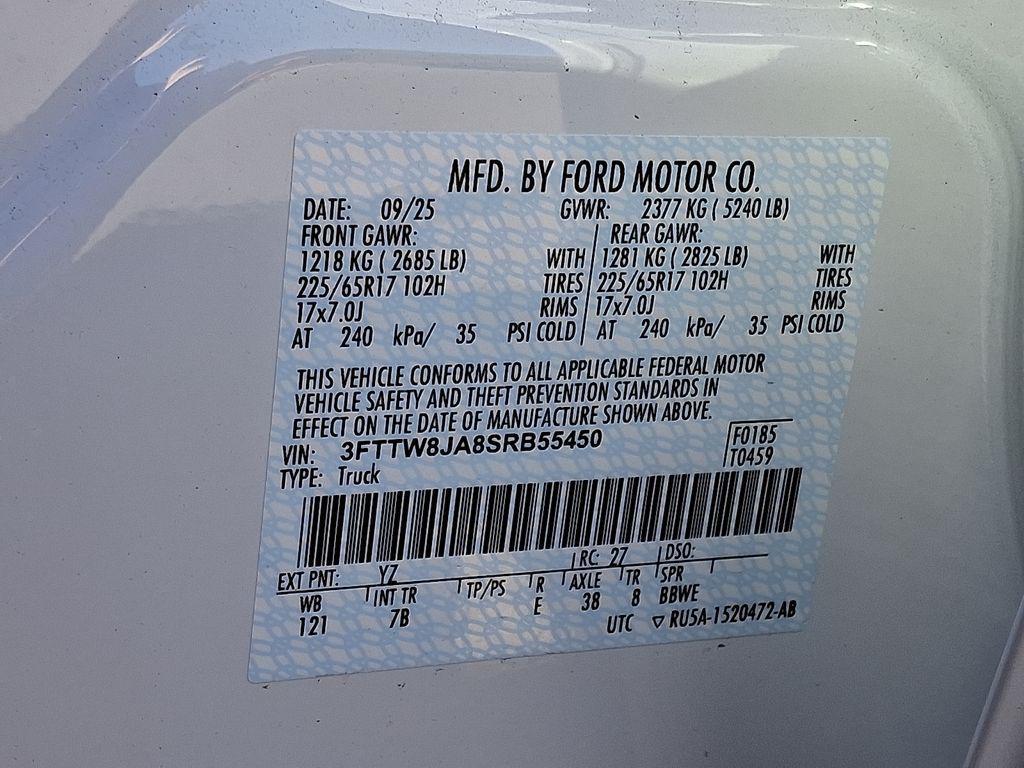 MFD. BY FORD MOTOR CO.
DATE: 09/25 GVWR: 2377 KG ( 5240 LB)
FRONT GAWR: REAR GAWR:
1218 KG ( 2685 LB) WITH 1281 KG ( 2825 LB) WITH
225/65R17 102H TIRES 225/65R17 102H TIRES
17x7.0J RIMS 17x7.0J RIMS
AT 240 kPa/ 35 PSI COLD AT 240 kPa/ 35 PSI COLD
THIS VEHICLE CONFORMS TO ALL APPLICABLE FEDERAL MOTOR
VEHICLE SAFETY AND THEFT PREVENTION STANDARDS IN
EFFECT ON THE DATE OF MANUFACTURE SHOWN ABOVE.
VIN: 3FTTW8JA8SRB55450 F0185
TYPE: Truck T0459
EXT PNT: YZ RC: 27 DSO:
WB INT TR TP/PS R AXLE TR SPR
121 7B E 38 8 BBWE
UTC ▽ RU5A-1520472-AB